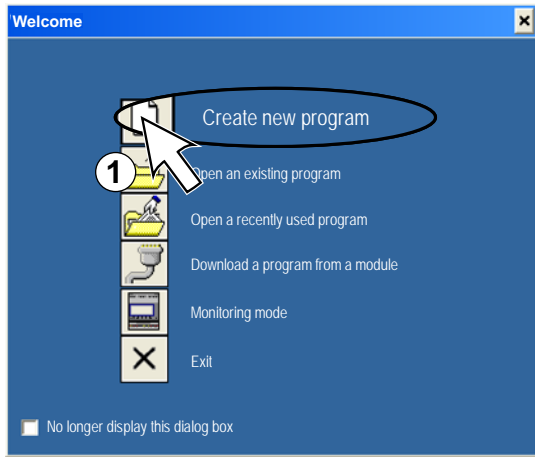 Welcome
Create new program
1
Open an existing program
Open a recently used program
Download a program from a module
Monitoring mode
Exit
No longer display this dialog box